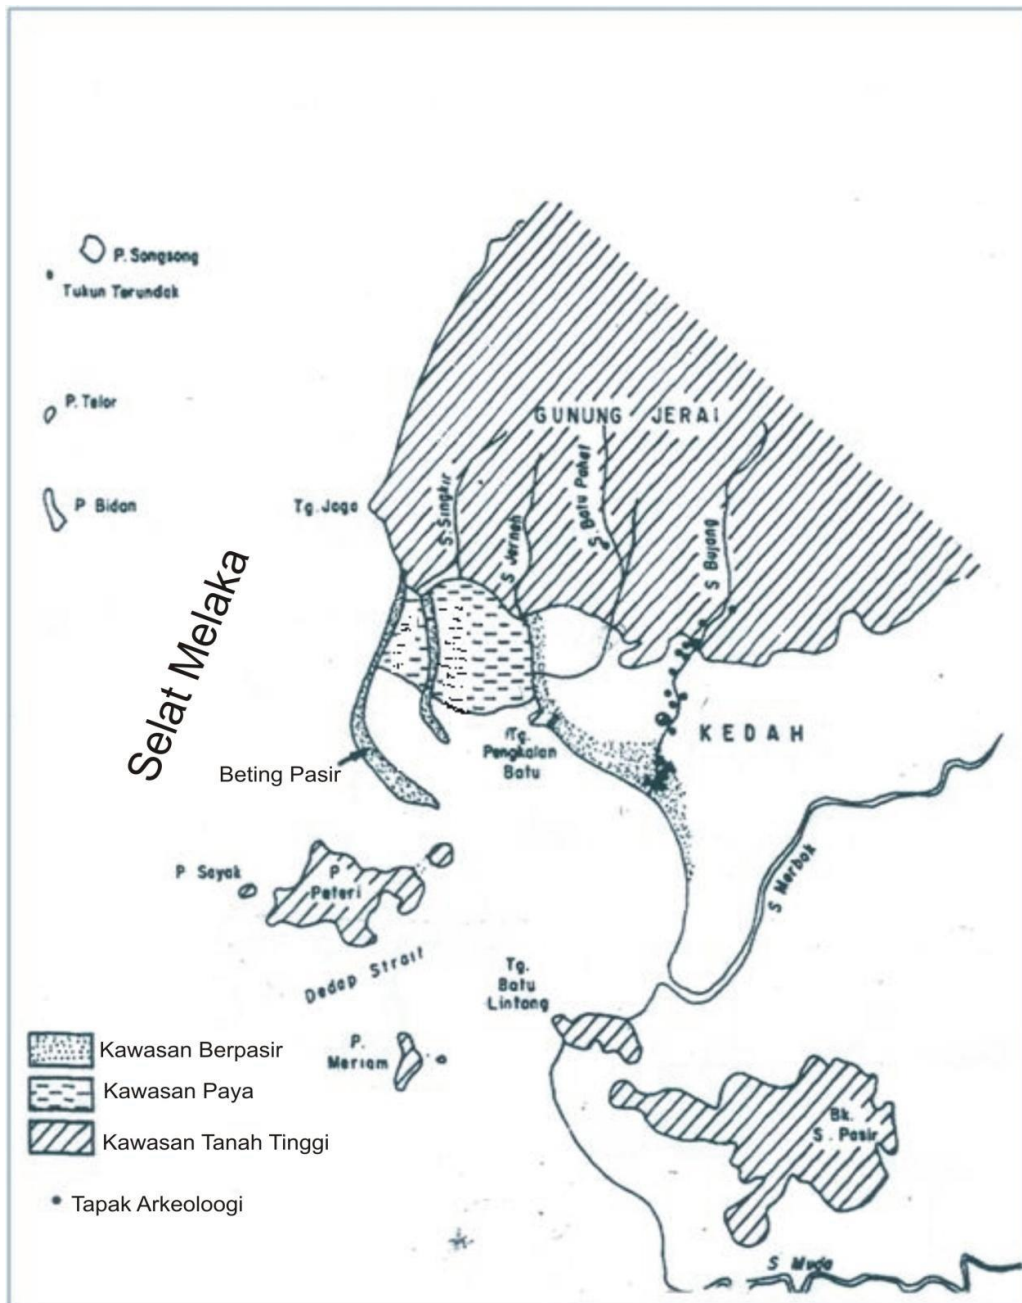 P. Songsong
Tukun Terundak
P. Telor
GUNUNG JERAI
P Bidan
Tg. Jaga
S. Singkir
S Jerneh
S. Batu Pahat
S Bujang
Selat Melaka
KEDAH
Tg.
Pengkalan
Batu
Beting Pasir
S Merbok
P Sayak
P
Peteri
Dedap Strait
Tg.
Batu
Lintang
P.
Meriam
Kawasan Berpasir
Kawasan Paya
Kawasan Tanah Tinggi
Tapak Arkeoloogi
Bk.
S. Pasir
S Muda